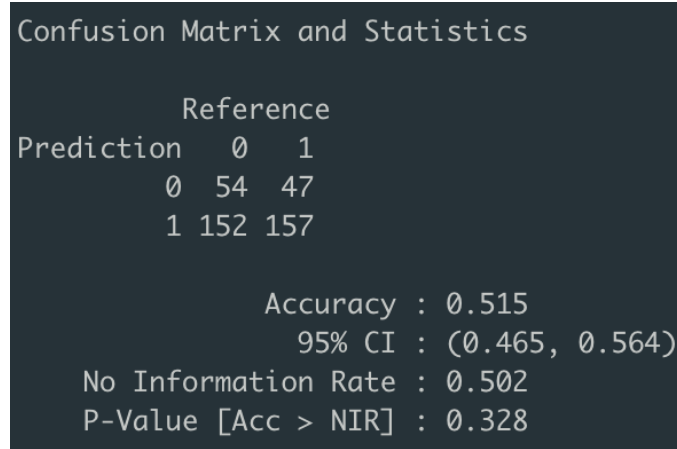 Confusion Matrix and Statistics
Reference
Prediction 0 1
0 54 47
1 152 157
Accuracy : 0.515
95% CI : (0.465, 0.564)
No Information Rate : 0.502
P-Value [Acc > NIR] : 0.328